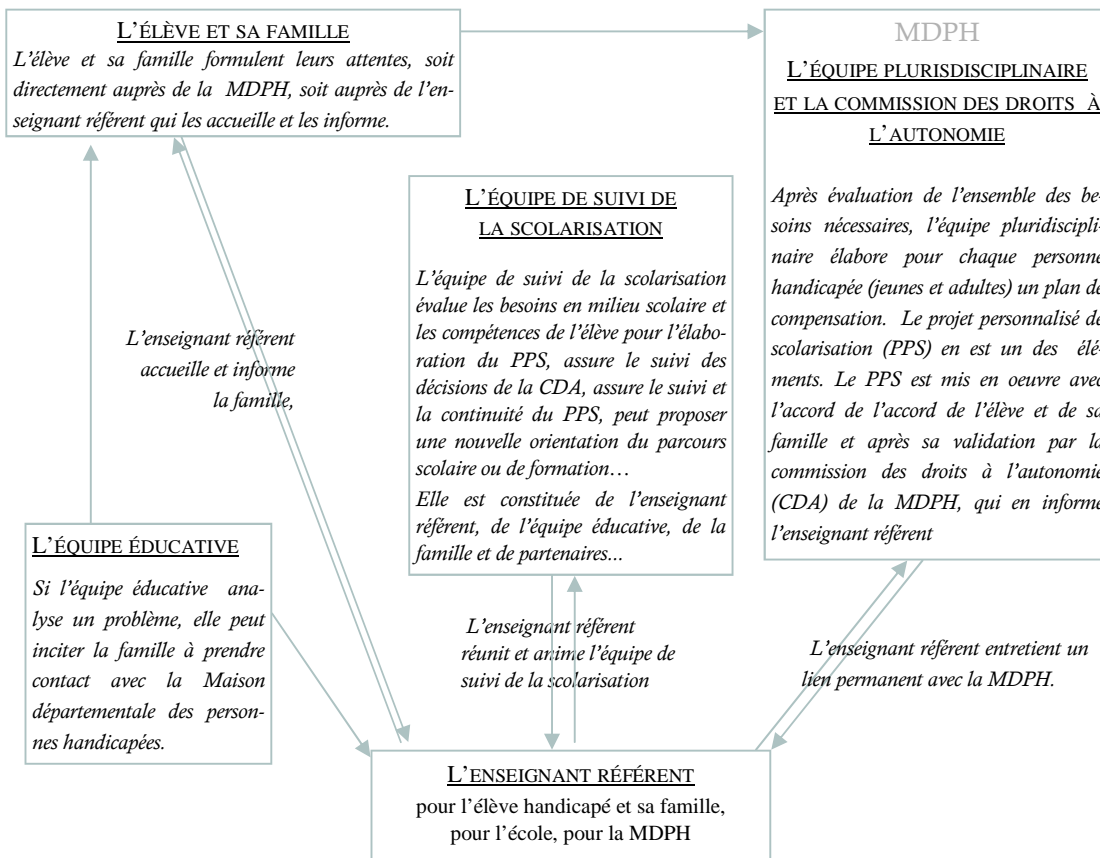 L'ÉLÈVE ET SA FAMILLE
L'élève et sa famille formulent leurs attentes, soit
directement auprès de la MDPH, soit auprès de l'en-
seignant référent qui les accueille et les informe.
MDPH
L'ÉQUIPE PLURISDISCIPLINAIRE
ET LA COMMISSION DES DROITS À
L'AUTONOMIE
Après évaluation de l'ensemble des be-
soins nécessaires, l'équipe pluridiscipli-
naire élabore pour chaque personne
handicapée (jeunes et adultes) un plan de
compensation. Le projet personnalisé de
scolarisation (PPS) en est un des élé-
ments. Le PPS est mis en oeuvre avec
l'accord de l'accord de l'élève et de sa
famille et après sa validation par la
commission des droits à l'autonomie
(CDA) de la MDPH, qui en informe
l'enseignant référent
L'ÉQUIPE DE SUIVI DE
LA SCOLARISATION
L'équipe de suivi de la scolarisation
évalue les besoins en milieu scolaire et
les compétences de l'élève pour l'élabo-
ration du PPS, assure le suivi des
décisions de la CDA, assure le suivi et
la continuité du PPS, peut proposer
une nouvelle orientation du parcours
scolaire ou de formation…
Elle est constituée de l'enseignant
référent, de l'équipe éducative, de la
famille et de partenaires...
L'enseignant référent
accueille et informe
la famille,
L'ÉQUIPE ÉDUCATIVE
Si l'équipe éducative ana-
lyse un problème, elle peut
inciter la famille à prendre
contact avec la Maison
départementale des person-
nes handicapées.
L'enseignant référent
réunit et anime l'équipe de
suivi de la scolarisation
L'enseignant référent entretient un
lien permanent avec la MDPH.
L'ENSEIGNANT RÉFÉRENT
pour l'élève handicapé et sa famille,
pour l'école, pour la MDPH